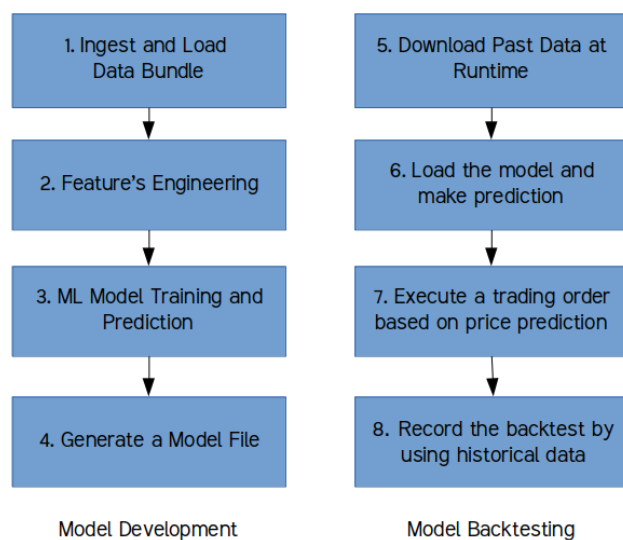 1. Ingest and Load
Data Bundle
2. Feature's Engineering
3. ML Model Training and
Prediction
4. Generate a Model File
Model Development
5. Download Past Data at
Runtime
6. Load the model and
make prediction
7. Execute a trading order
based on price prediction
8. Record the backtest by
using historical data
Model Backtesting